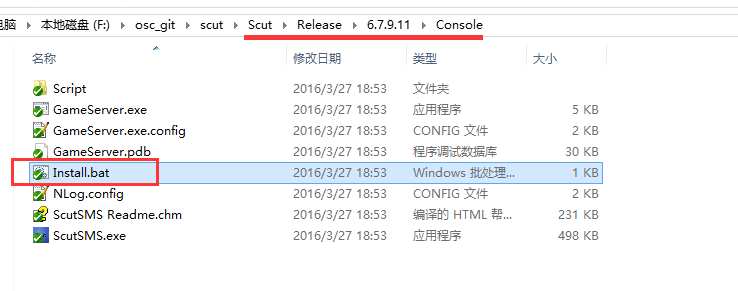 电脑 › 本地磁盘 (F:) › osc_git › scut › Scut › Release › 6.7.9.11 › Console
名称 修改日期 类型 大小
Script 2016/3/27 18:53 文件夹
GameServer.exe 2016/3/27 18:53 应用程序 5 KB
GameServer.exe.config 2016/3/27 18:53 CONFIG 文件 2 KB
GameServer.pdb 2016/3/27 18:53 程序调试数据库 30 KB
Install.bat 2016/3/27 18:53 Windows 批处理... 1 KB
NLog.config 2016/3/27 18:53 CONFIG 文件 2 KB
ScutSMS Readme.chm 2016/3/27 18:53 编译的 HTML 帮... 231 KB
ScutSMS.exe 2016/3/27 18:53 应用程序 498 KB